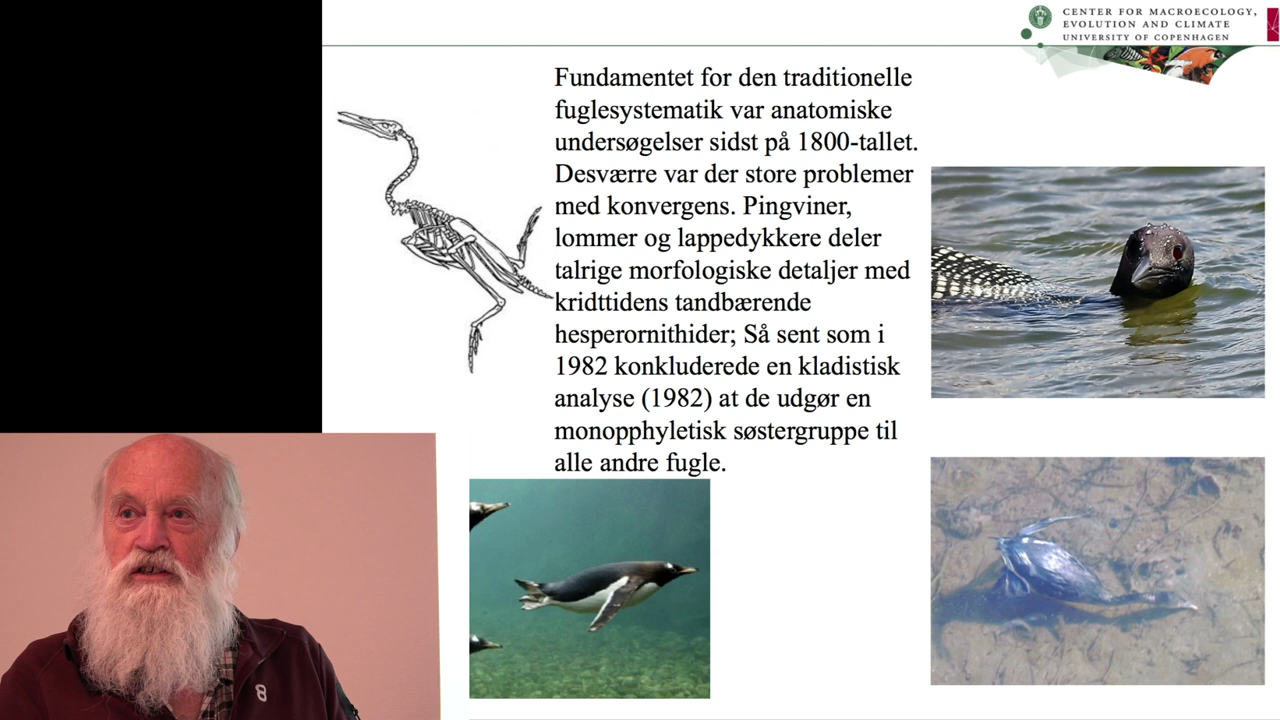 CENTER FOR MACROECOLOGY,
EVOLUTION AND CLIMATE
UNIVERSITY OF COPENHAGEN
Fundamentet for den traditionelle
fuglesystematik var anatomiske
undersøgelser sidst på 1800-tallet.
Desværre var der store problemer
med konvergens. Pingviner,
lommer og lappedykkere deler
talrige morfologiske detaljer med
kridttidens tandbærende
hesperornithider; Så sent som i
1982 konkluderede en kladistisk
analyse (1982) at de udgør en
monopphyletisk søstergruppe til
alle andre fugle.
8